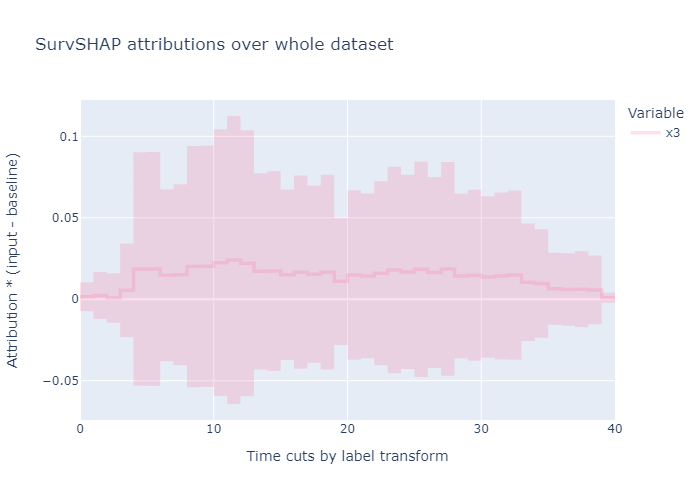 SurvSHAP attributions over whole dataset
Variable
x3
Attribution * (input - baseline)
0.1
0.05
0
−0.05
0
10
20
30
40
Time cuts by label transform